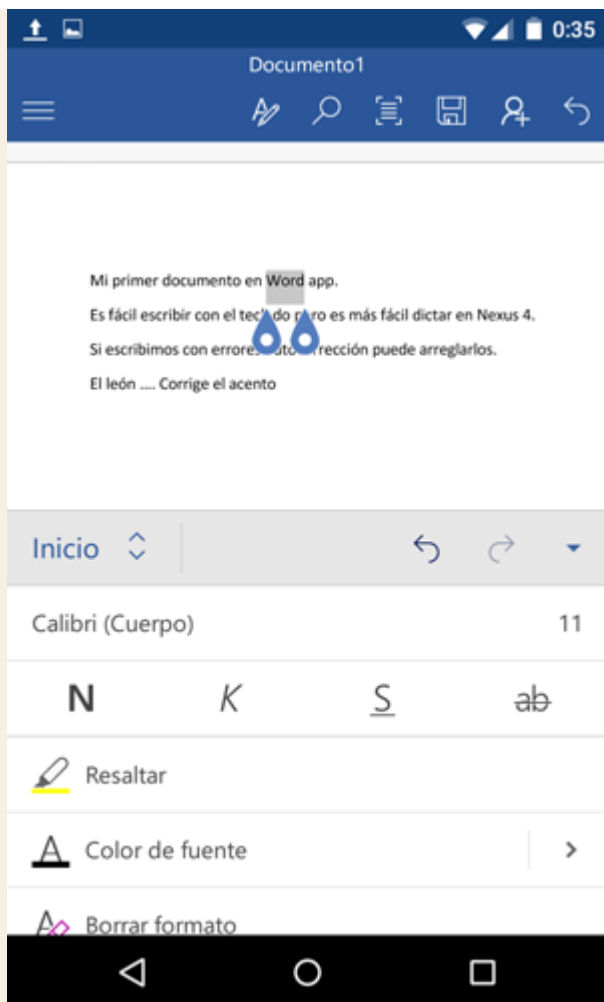 0:35
Documento1
Mi primer documento en Word app.
Es fácil escribir con el teclado pero es más fácil dictar en Nexus 4.
Si escribimos con errores puede arreglarlos.
El león .... Corrige el acento
Inicio
Calibri (Cuerpo) 11
N K S ab
Resaltar
Color de fuente
Borrar formato